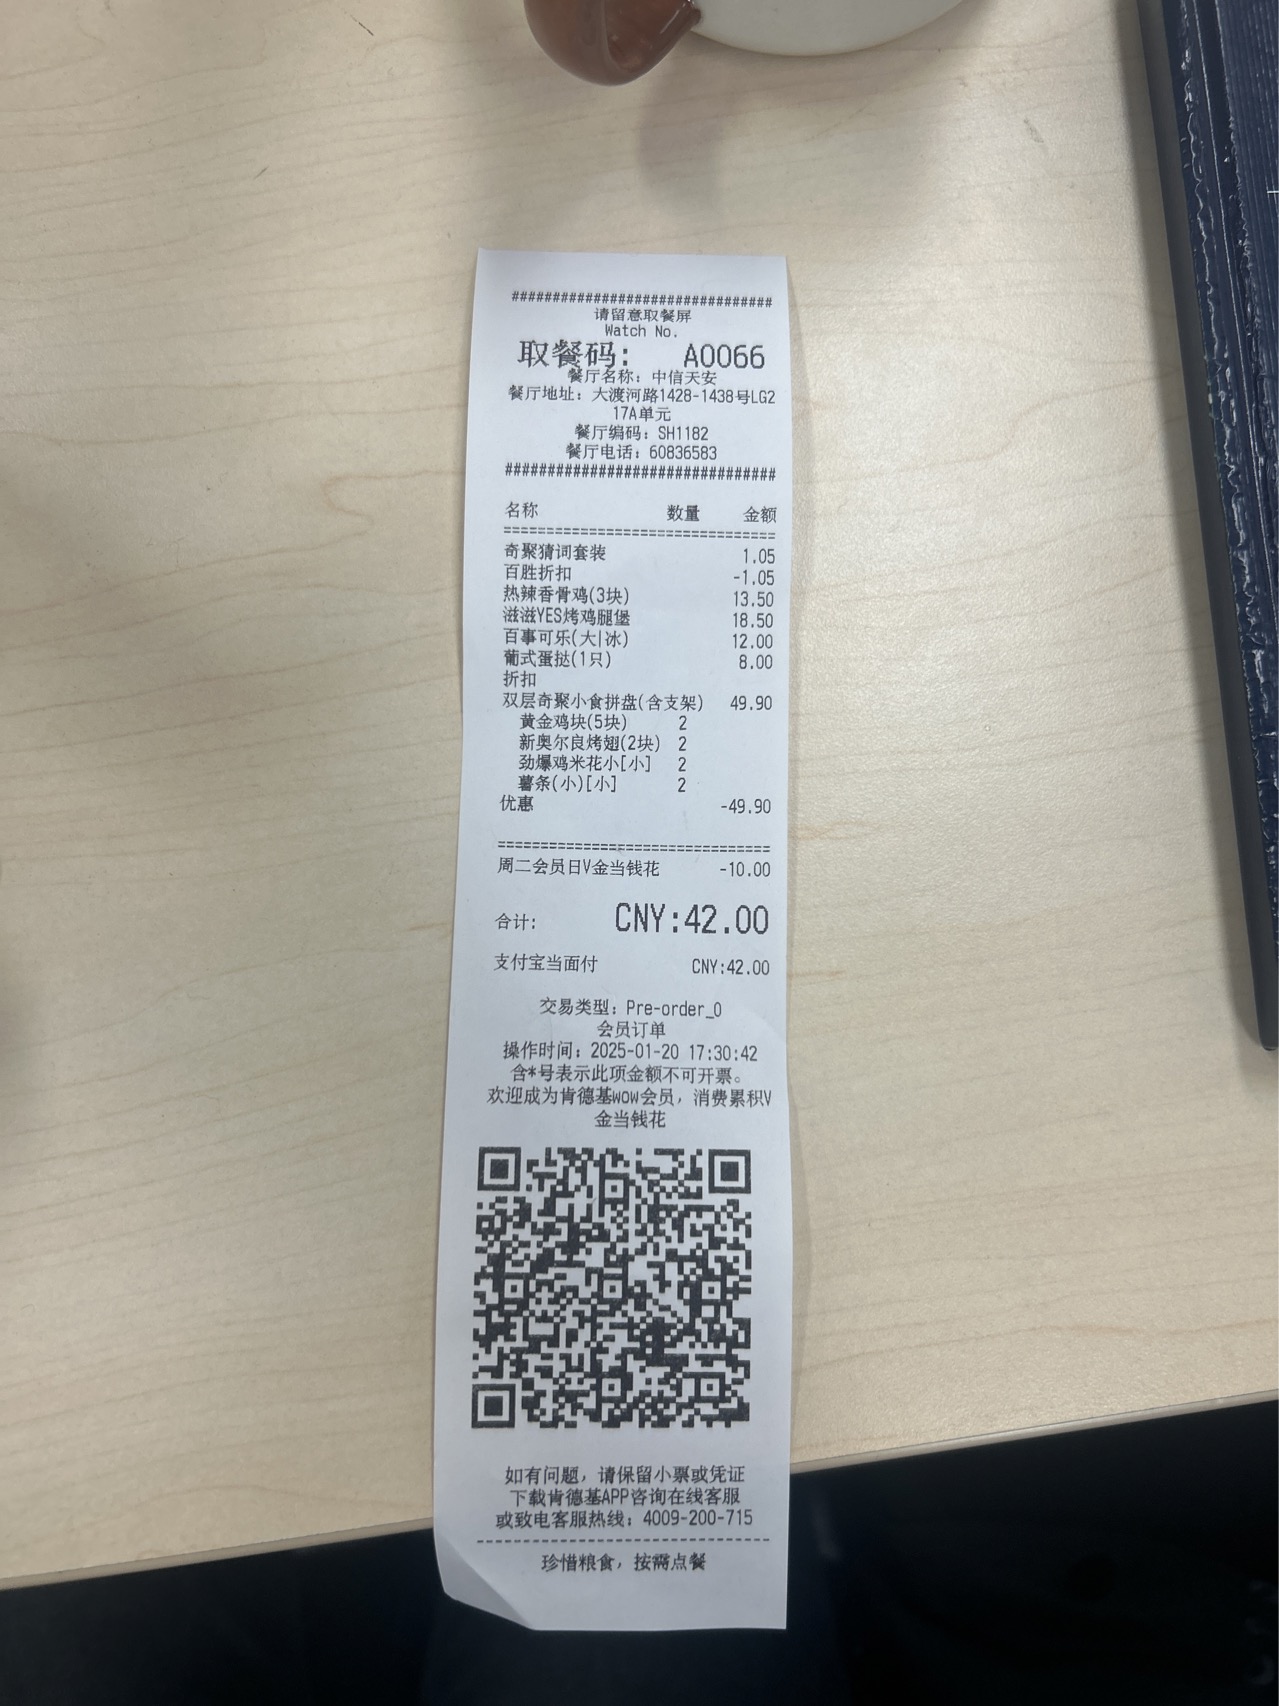 ###############################
请留意取餐屏
Watch No.
取餐码: A0066
餐厅名称: 中信天安
餐厅地址: 大渡河路1428-1438号LG2
17A单元
餐厅编码: SH1182
餐厅电话: 60836583
###############################
名称 数量 金额
================================
奇聚猜词套装 1.05
百胜折扣 -1.05
热辣香骨鸡(3块) 13.50
滋滋YES烤鸡腿堡 18.50
百事可乐(大|冰) 12.00
葡式蛋挞(1只) 8.00
折扣
双层奇聚小食拼盘(含支架) 49.90
黄金鸡块(5块) 2
新奥尔良烤翅(2块) 2
劲爆鸡米花小[小] 2
薯条(小)[小] 2
优惠 -49.90
================================
周二会员日V金当钱花 -10.00
合计: CNY:42.00
支付宝当面付 CNY:42.00
交易类型: Pre-order_0
会员订单
操作时间: 2025-01-20 17:30:42
含*号表示此项金额不可开票。
欢迎成为肯德基wow会员，消费累积V
金当钱花
如有问题，请保留小票或凭证
下载肯德基APP咨询在线客服
或致电客服热线: 4009-200-715
--------------------------------
珍惜粮食，按需点餐